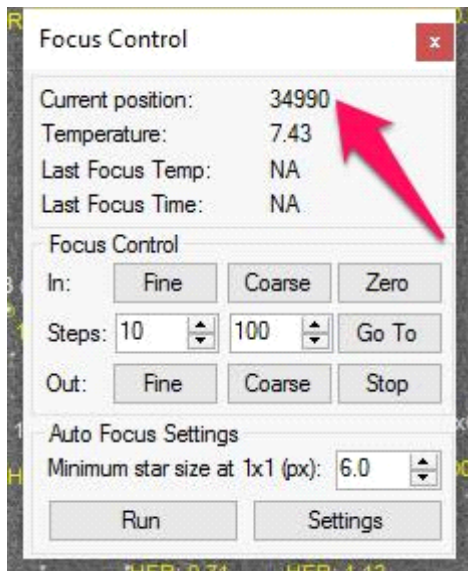 Focus Control
x
Current position: 34990
Temperature: 7.43
Last Focus Temp: NA
Last Focus Time: NA
Focus Control
In: Fine Coarse Zero
Steps: 10 100 Go To
Out: Fine Coarse Stop
Auto Focus Settings
Minimum star size at 1x1 (px): 6.0
Run Settings